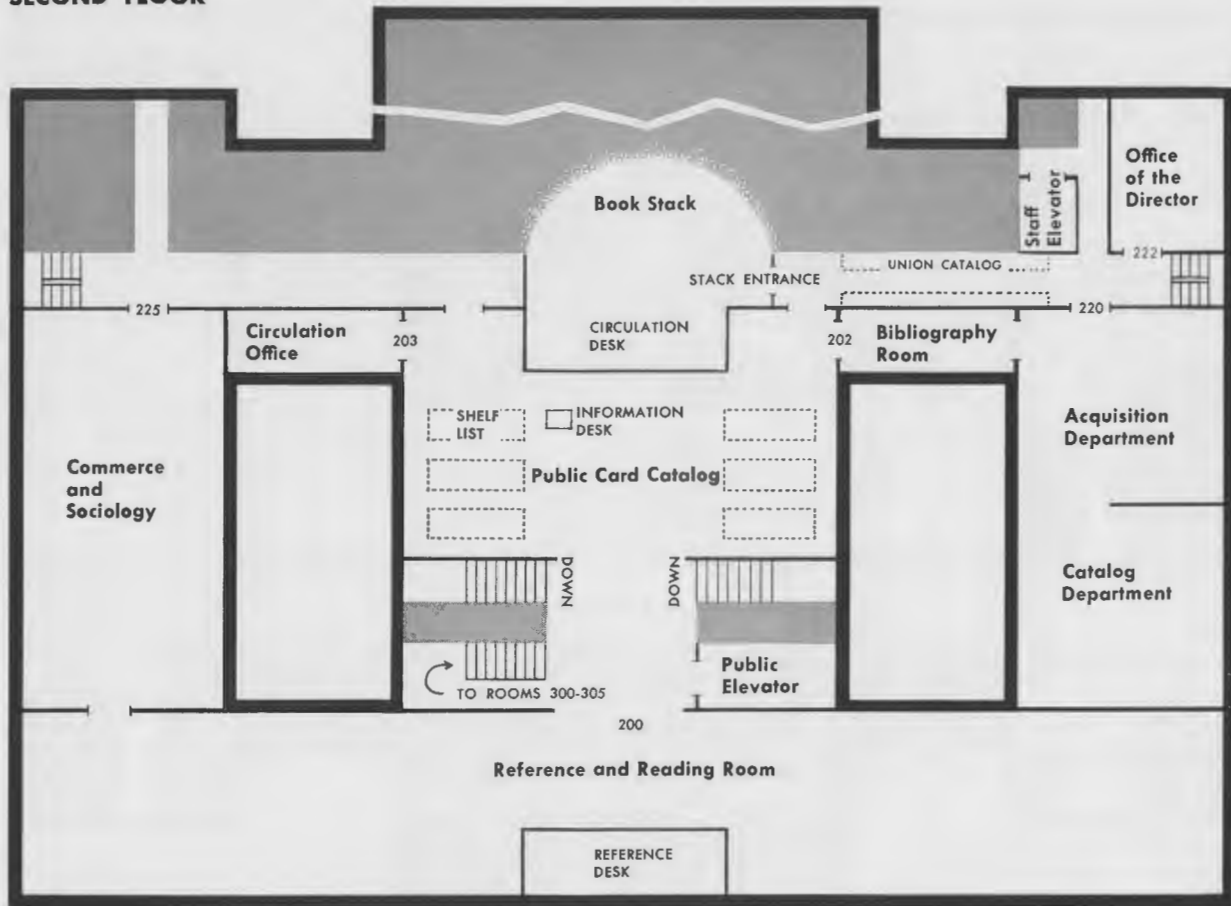 SECOND FLOOR
Book Stack
Office
of the
Director
Staff
Elevator
222
STACK ENTRANCE
UNION CATALOG
225
220
Circulation
Office
203
CIRCULATION
DESK
202
Bibliography
Room
SHELF
LIST
INFORMATION
DESK
Acquisition
Department
Commerce
and
Sociology
Public Card Catalog
DOWN
DOWN
Catalog
Department
Public
Elevator
TO ROOMS 300-305
200
Reference and Reading Room
REFERENCE
DESK